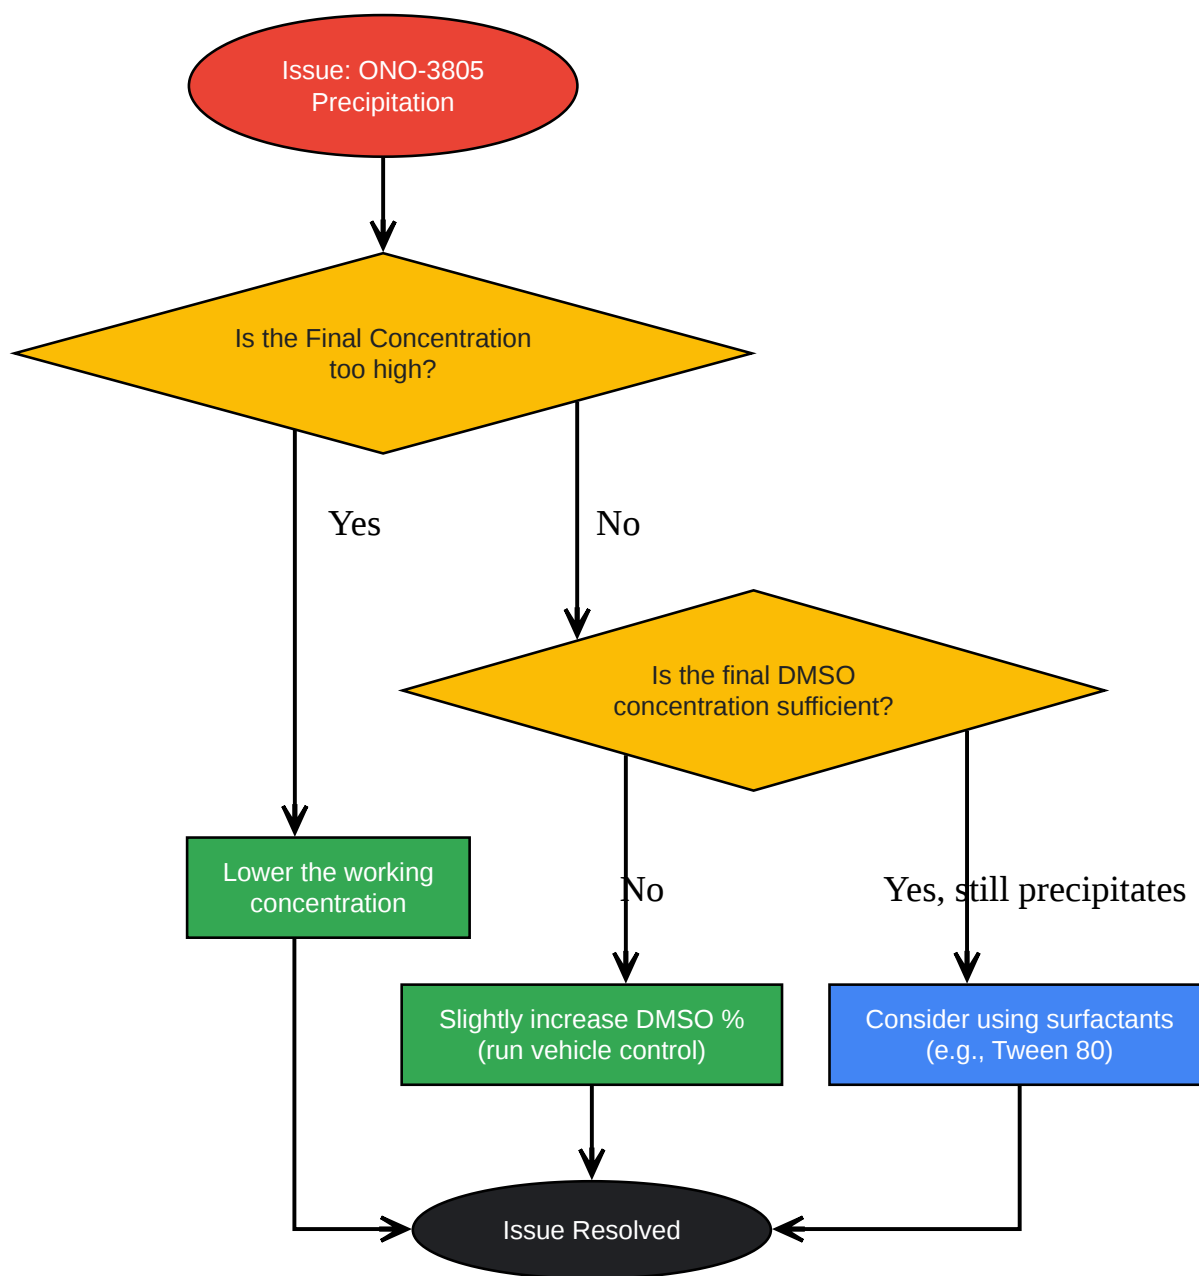 Issue: ONO-3805
Precipitation
Is the Final Concentration
too high?
Yes
No
Is the final DMSO
concentration sufficient?
Lower the working
concentration
No
Yes, still precipitates
Slightly increase DMSO %
(run vehicle control)
Consider using surfactants
(e.g., Tween 80)
Issue Resolved